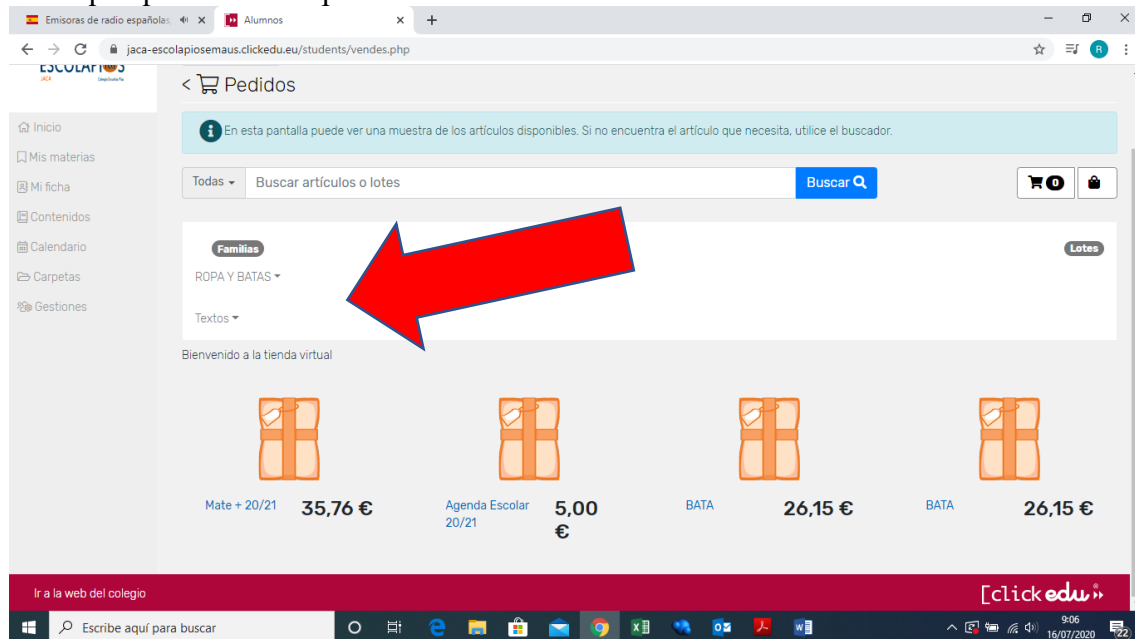 Emisoras de radio españolas,
Alumnos
jaca-escolapiosemaus.clickedu.eu/students/vendes.php
R
< Pedidos
En esta pantalla puede ver una muestra de los artículos disponibles. Si no encuentra el artículo que necesita, utilice el buscador.
Inicio
Mis materias
Mi ficha
Contenidos
Calendario
Carpetas
Gestiones
Todas
Buscar artículos o lotes
Buscar
0
Familias
Lotes
ROPA Y BATAS
Textos
Bienvenido a la tienda virtual
Mate + 20/21 35,76 €
Agenda Escolar 20/21 5,00 €
BATA 26,15 €
BATA 26,15 €
Ir a la web del colegio
[click edu
Escribe aquí para buscar
9:06
16/07/2020
22